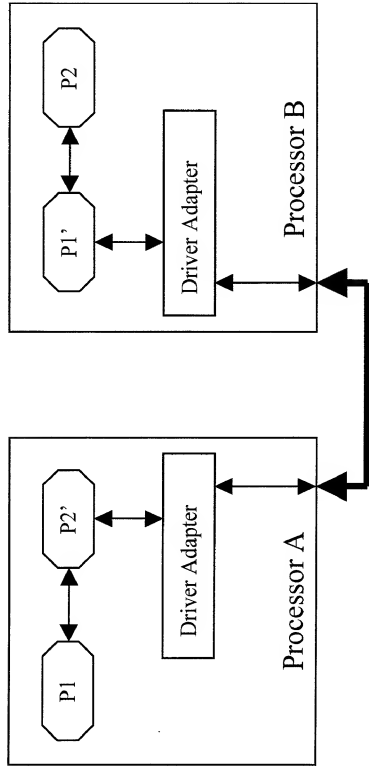 P1
P2’
Driver Adapter
Processor A
P1’
P2
Driver Adapter
Processor B